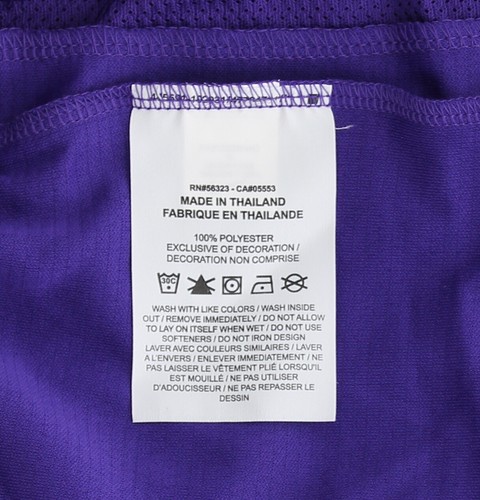 RN#56323 - CA#05553
MADE IN THAILAND
FABRIQUE EN THAILANDE
100% POLYESTER
EXCLUSIVE OF DECORATION /
DECORATION NON COMPRISE
30C
WASH WITH LIKE COLORS / WASH INSIDE
OUT / REMOVE IMMEDIATELY / DO NOT ALLOW
TO LAY ON ITSELF WHEN WET / DO NOT USE
SOFTENERS / DO NOT IRON DESIGN
LAVER AVEC COULEURS SIMILAIRES / LAVER
A L'ENVERS / ENLEVER IMMEDIATEMENT / NE
PAS LAISSER LE VÊTEMENT PLIÉ LORSQU'IL
EST MOUILLÉ / NE PAS UTILISER
D'ADOUCISSEUR / NE PAS REPASSER LE
DESSIN